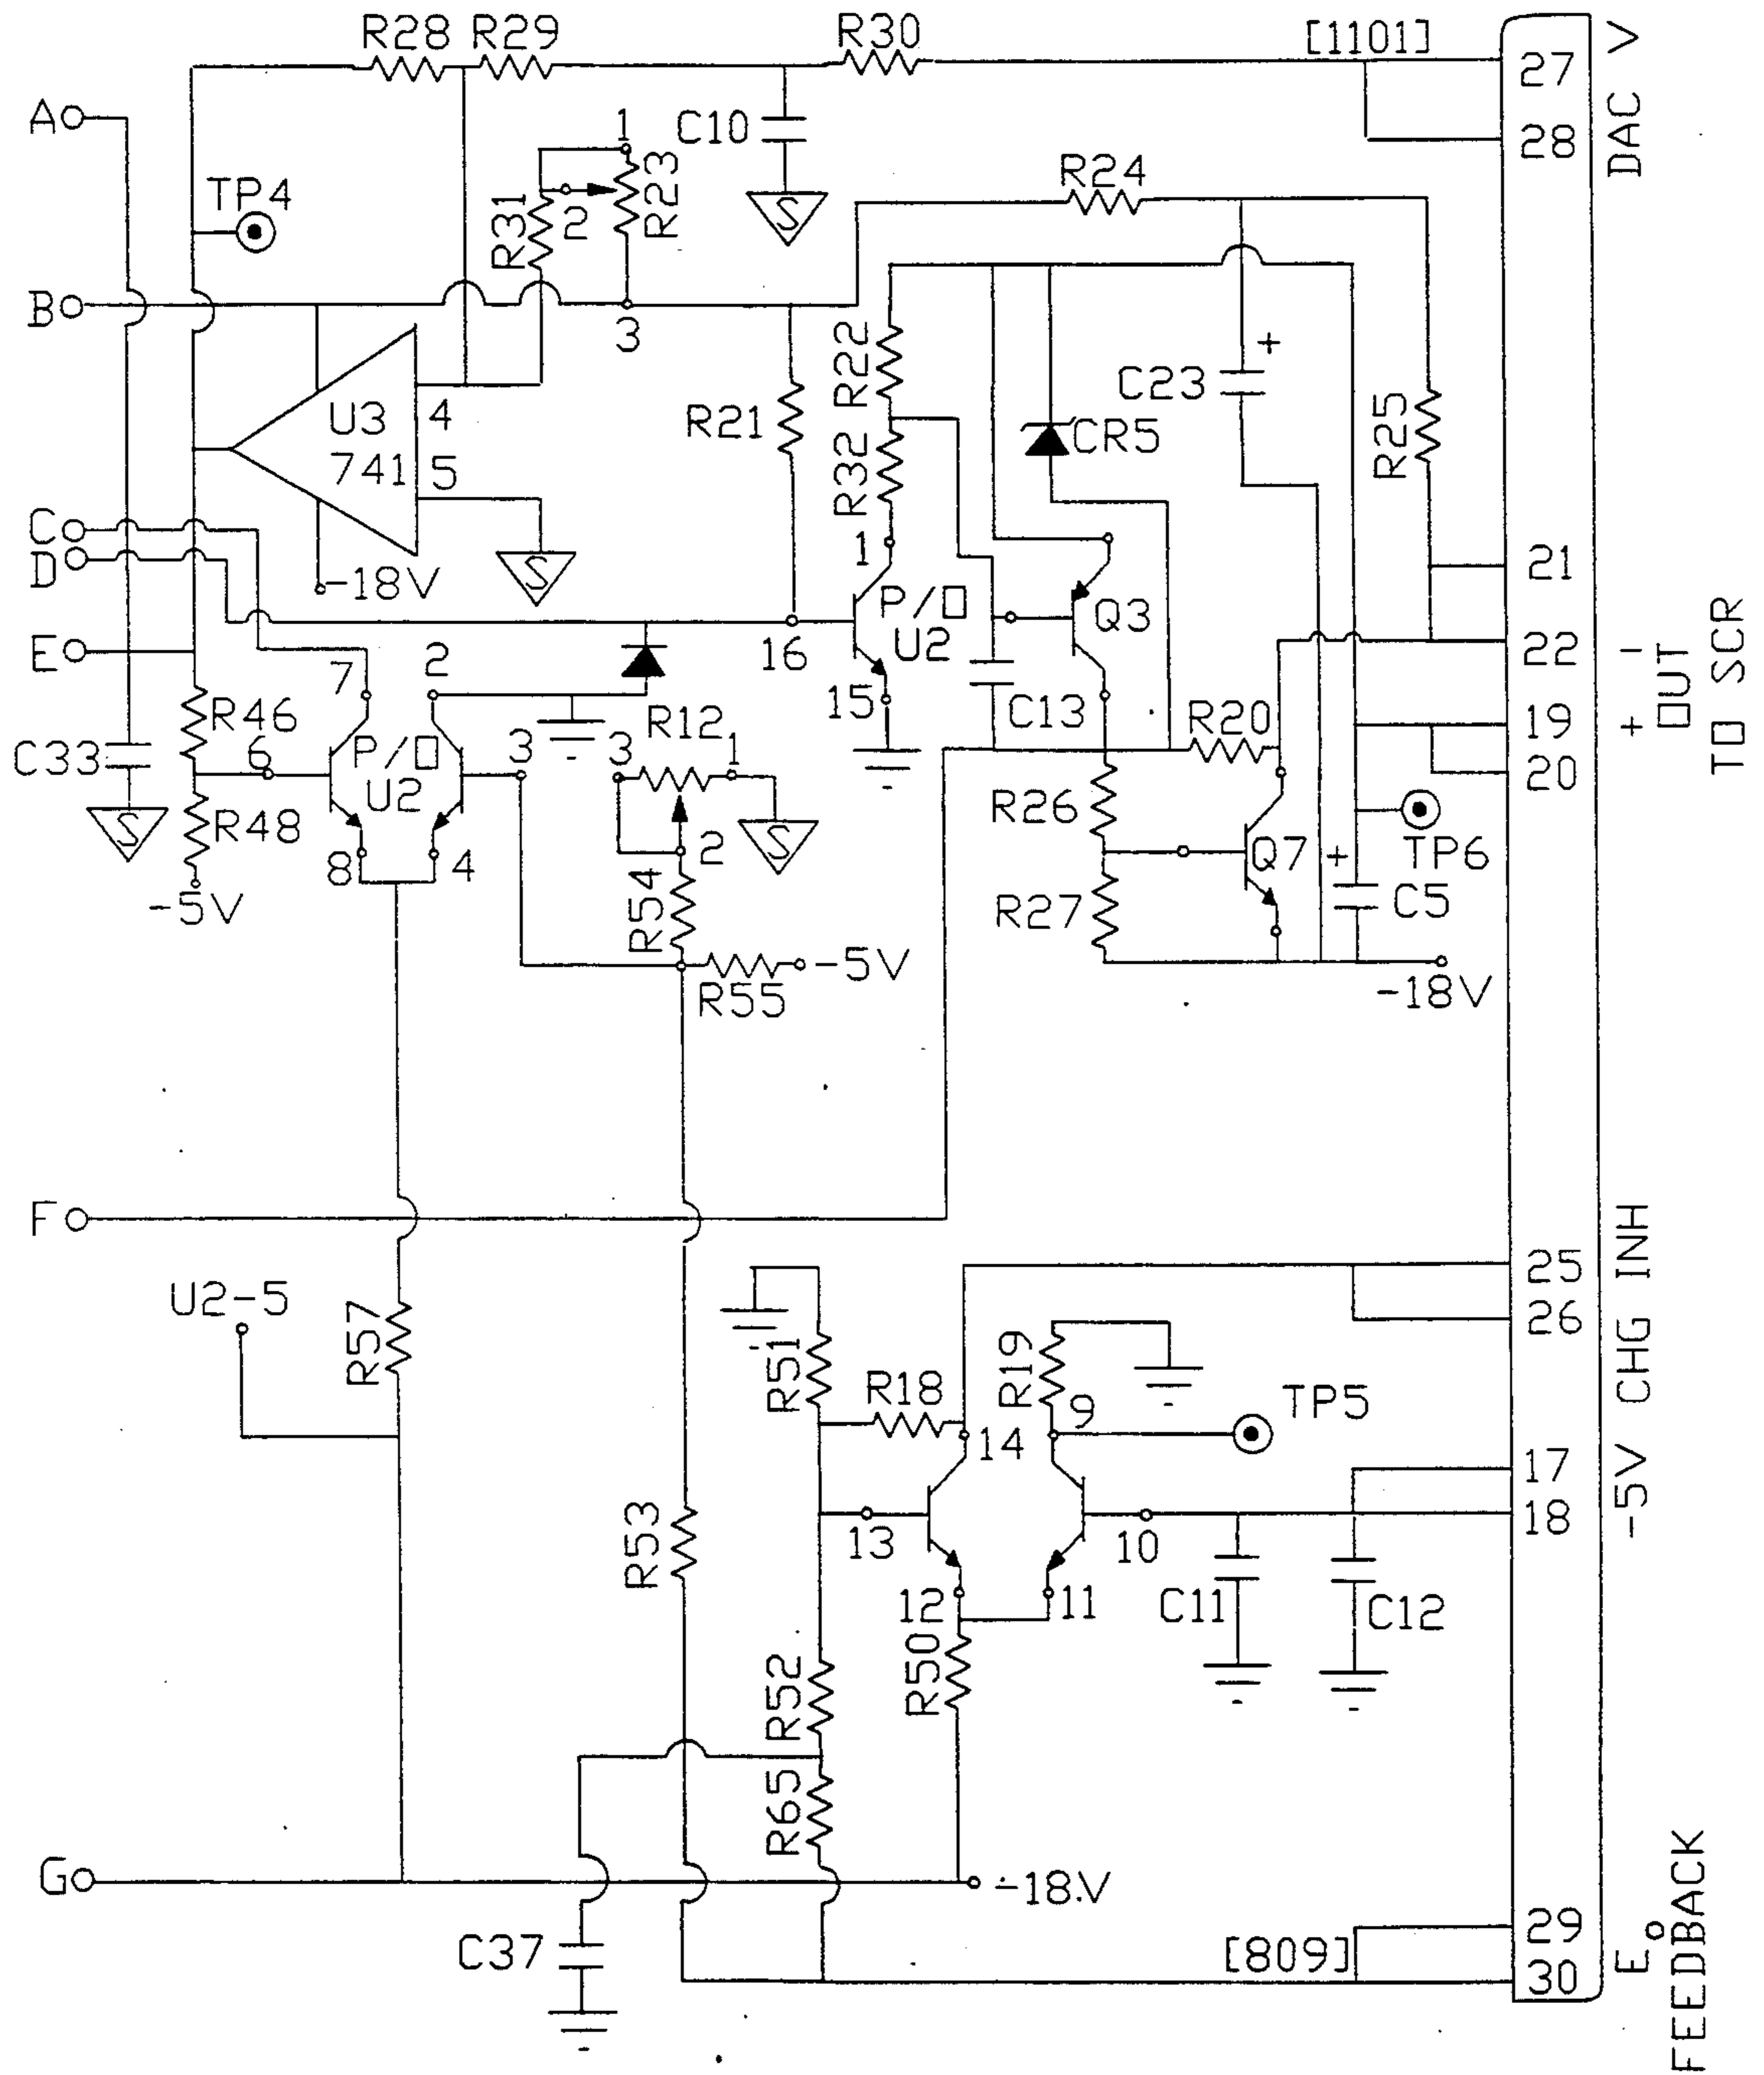 R28 R29
R30
[1101]
27
DAC V
A
C10
1
28
TP4
R31
2
R23
S
R24
B
3
R22
+
C23
U3
741
4
5
R21
R32
CR5
R25
C
D
S
-18V
1
P/O
U2
Q3
21
E
7
2
16
22
-
OUT
+
TO SCR
15
C13
R46
R12
R20
19
C33
6
P/O
U2
3
3
1
20
S
R48
8
4
2
S
R26
Q7
+
TP6
-5V
R54
R27
C5
-5V
R55
-18V
F
25
U2-5
R57
26
R51
R18
R19
TP5
-5V CHG INH
14
9
17
R53
13
10
18
12
11
C11
C12
R52
R50
R65
G
-18V
C37
[809]
29
30
Eo
FEEDBACK